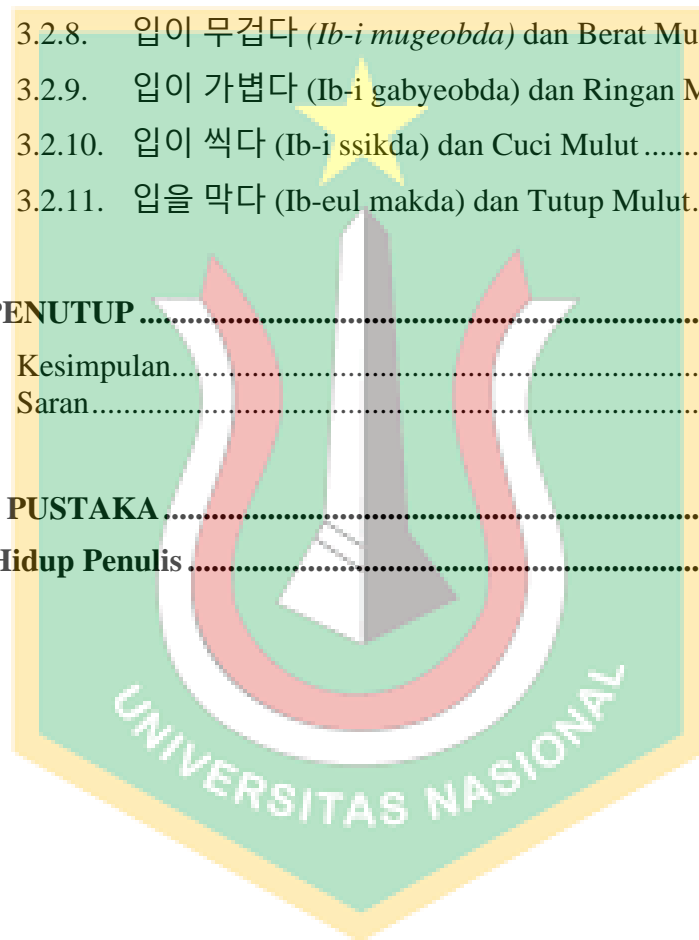 3.2.8. 입이 무겁다 (Ib-i mugeobda) dan Berat Mu
3.2.9. 입이 가볍다 (Ib-i gabyeobda) dan Ringan M
3.2.10. 입이 씩다 (Ib-i ssikda) dan Cuci Mulut ......
3.2.11. 입을 막다 (Ib-eul makda) dan Tutup Mulut.
PENUTUP ..............................................................
Kesimpulan..............................................................
Saran..............................................................
PUSTAKA ..............................................................
Hidup Penulis ..............................................................
UNIVERSITAS NASIONAL